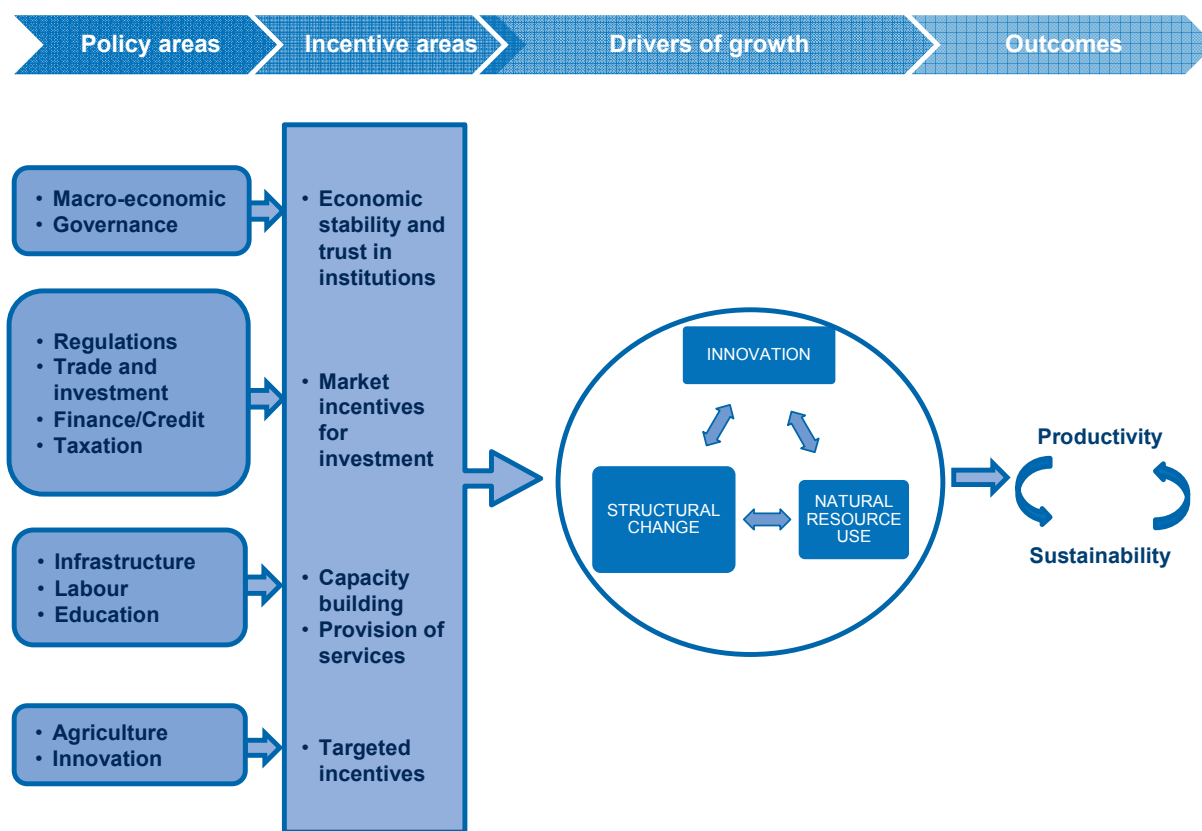 Policy areas
Incentive areas
Drivers of growth
Outcomes
• Macro-economic
• Governance
• Regulations
• Trade and
investment
• Finance/Credit
• Taxation
• Infrastructure
• Labour
• Education
• Agriculture
• Innovation
• Economic
stability and
trust in
institutions
• Market
incentives
for
investment
• Capacity
building
• Provision of
services
• Targeted
incentives
INNOVATION
STRUCTURAL
CHANGE
NATURAL
RESOURCE
USE
Productivity
Sustainability